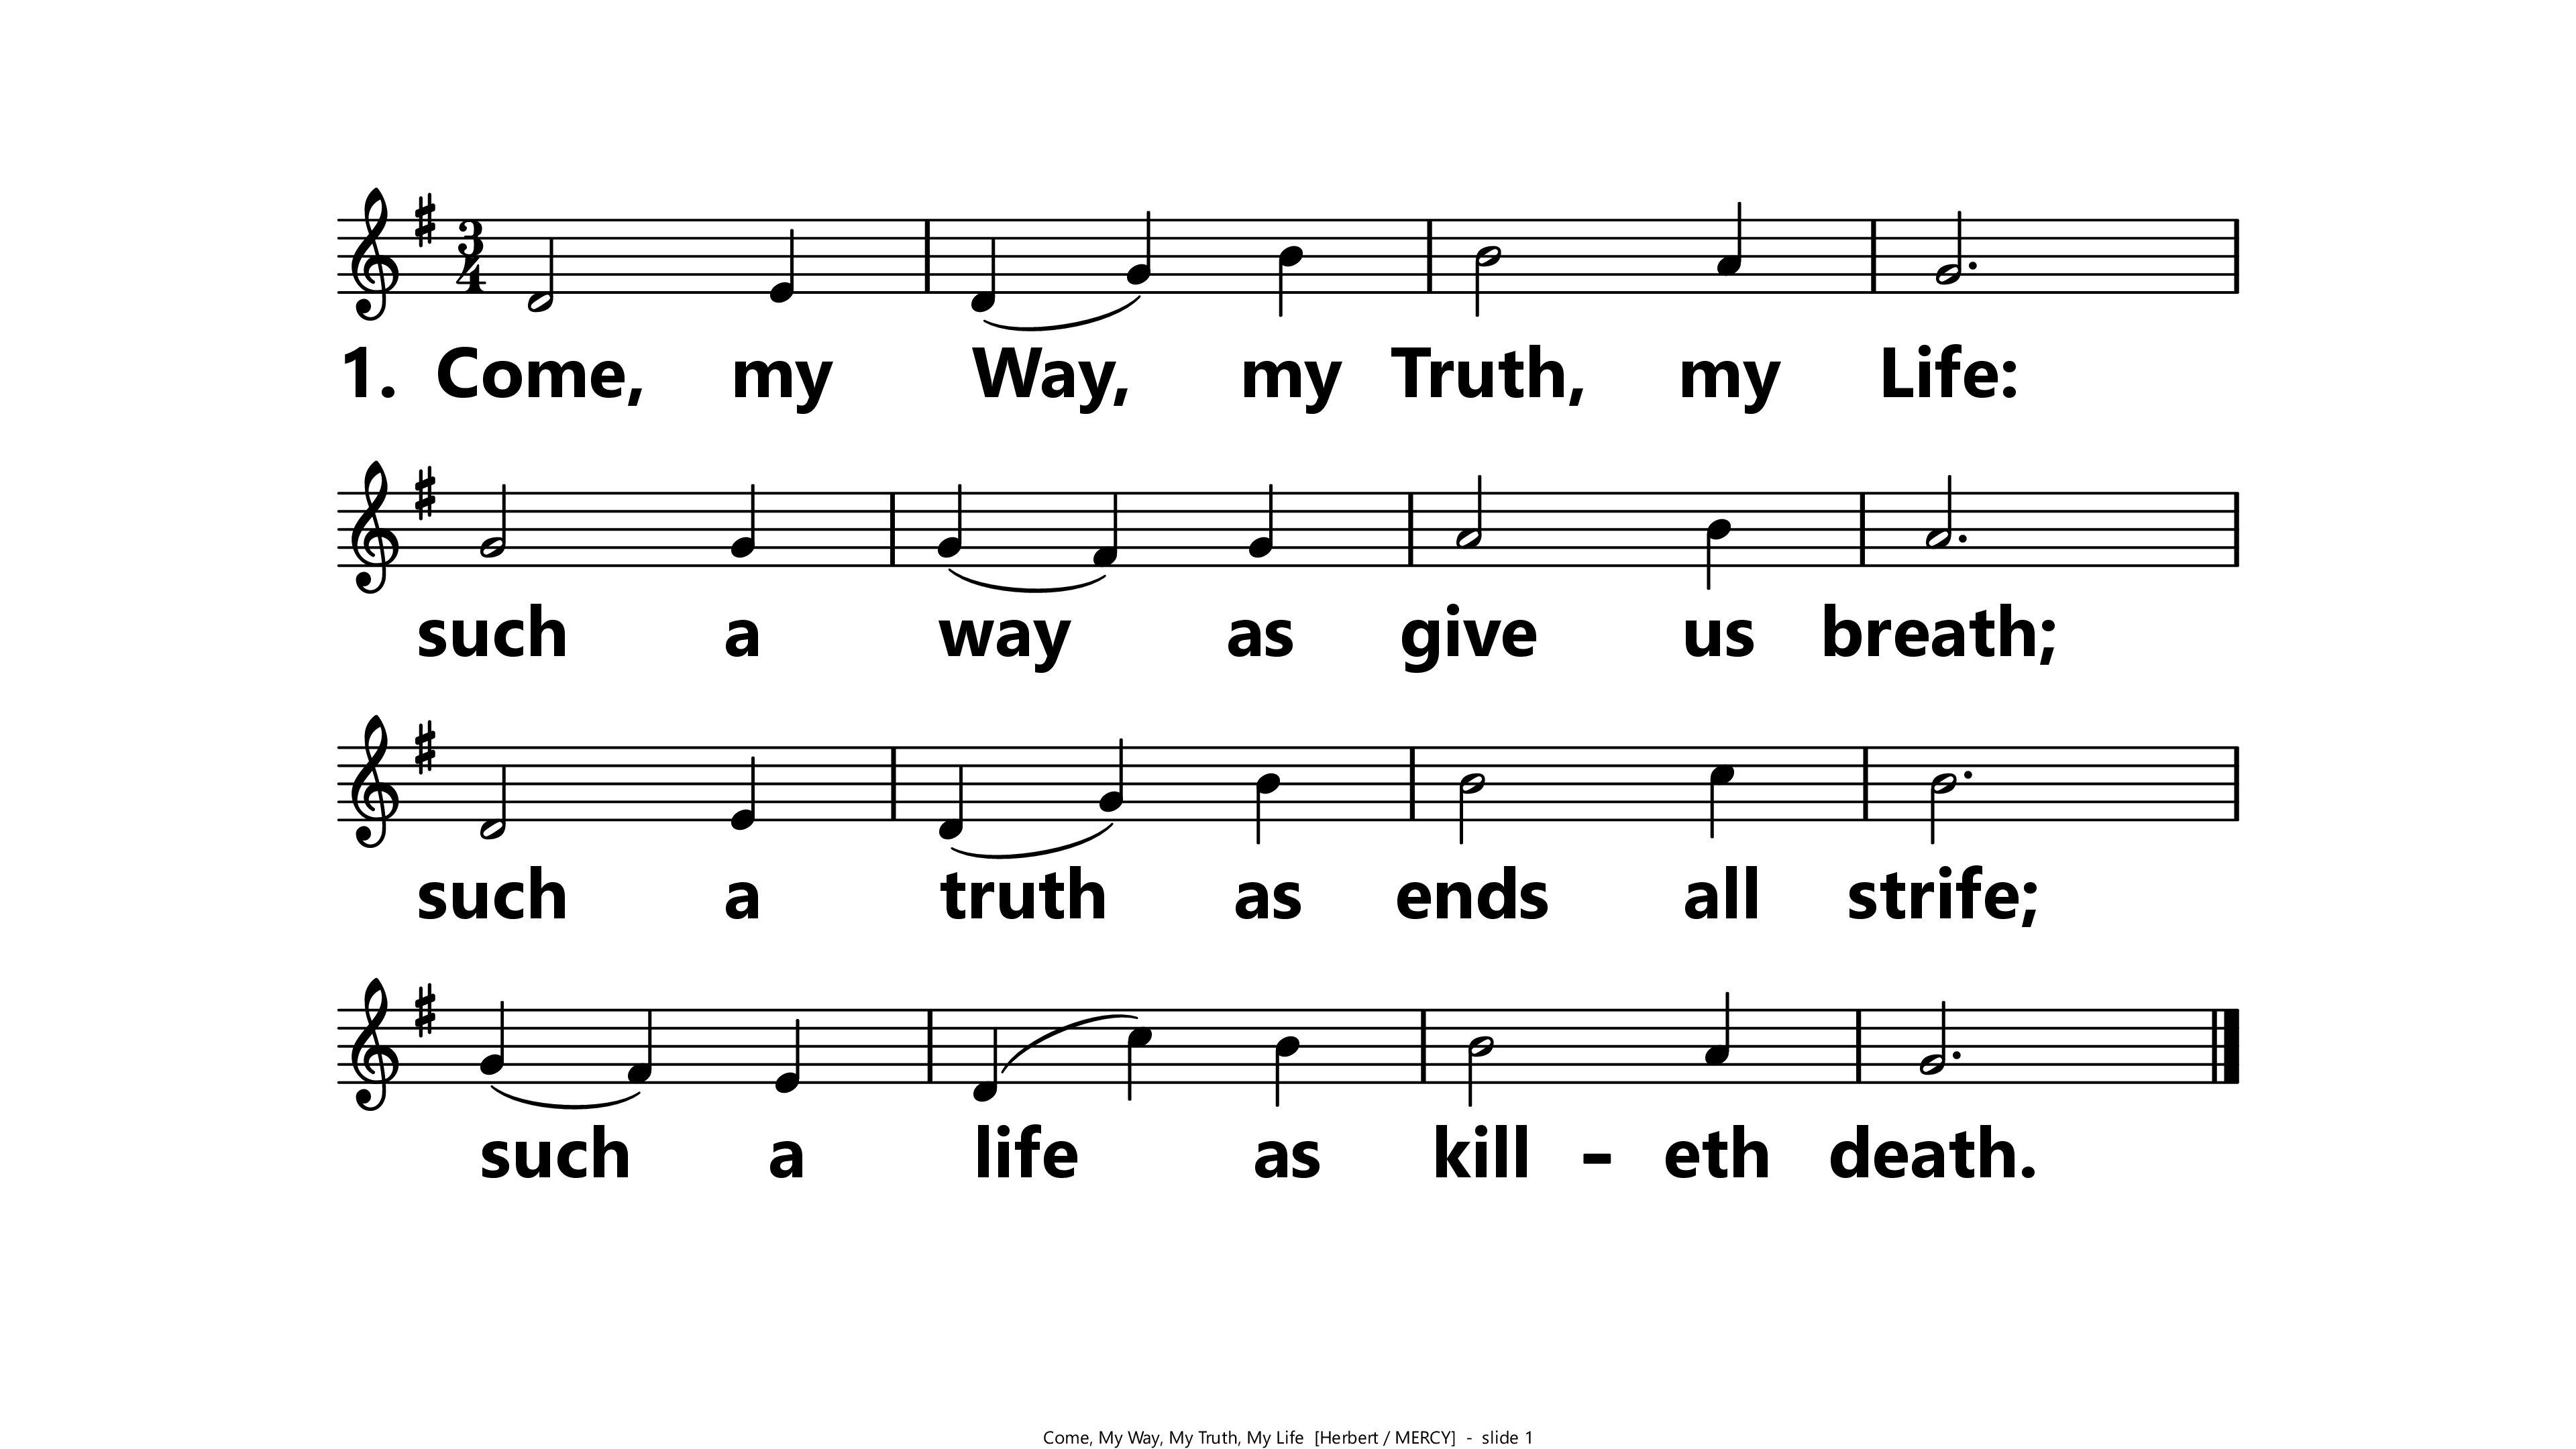 1. Come, my Way, my Truth, my Life:
such a way as give us breath;
such a truth as ends all strife;
such a life as kill - eth death.
Come, My Way, My Truth, My Life [Herbert / MERCY] - slide 1